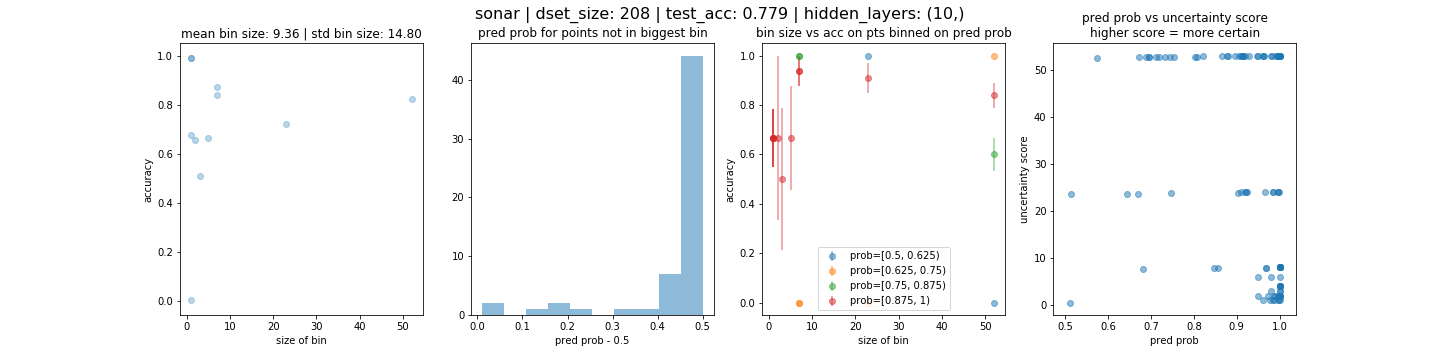 sonar | dset_size: 208 | test_acc: 0.779 | hidden_layers: (10,)
mean bin size: 9.36 | std bin size: 14.80
accuracy
1.0
0.8
0.6
0.4
0.2
0.0
0
10
20
30
40
50
size of bin
pred prob for points not in biggest bin
40
30
20
10
0
0.0
0.1
0.2
0.3
0.4
0.5
pred prob - 0.5
bin size vs acc on pts binned on pred prob
accuracy
1.0
0.8
0.6
0.4
0.2
0.0
prob=[0.5, 0.625)
prob=[0.625, 0.75)
prob=[0.75, 0.875)
prob=[0.875, 1)
0
10
20
30
40
50
size of bin
pred prob vs uncertainty score
higher score = more certain
uncertainty score
50
40
30
20
10
0
0.5
0.6
0.7
0.8
0.9
1.0
pred prob